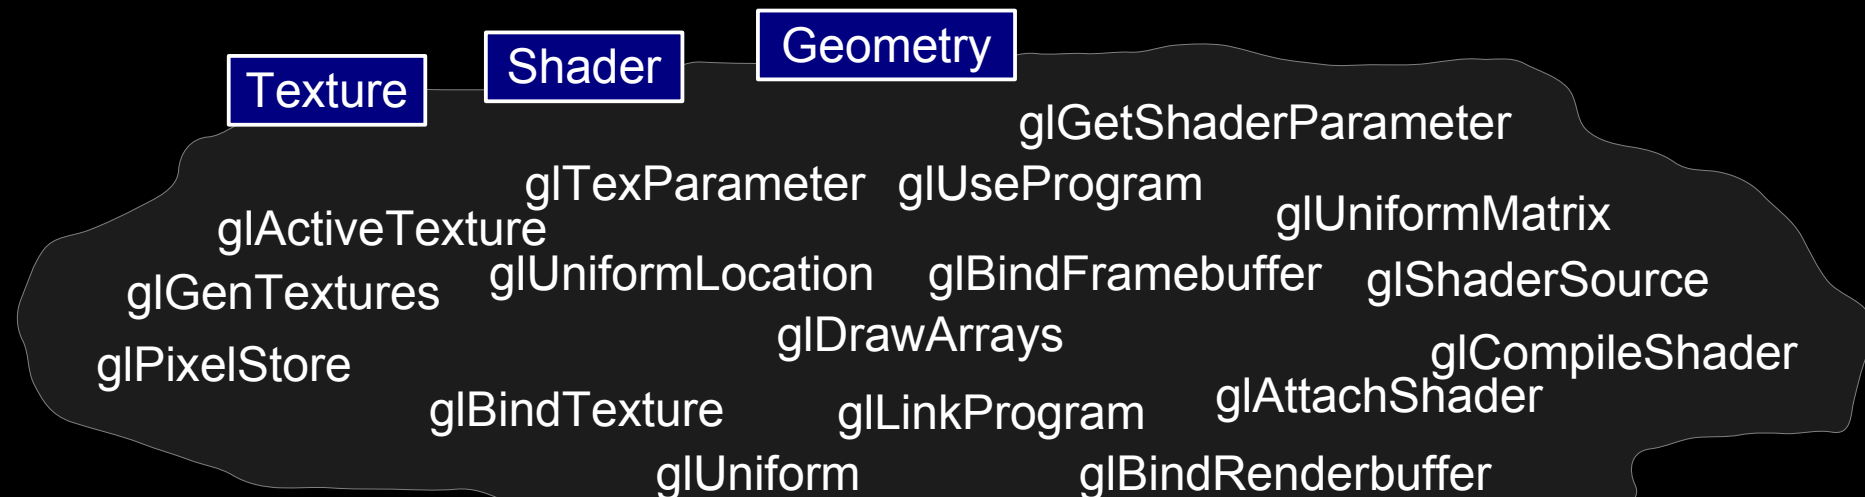 Geometry
Shader
Texture
glGetShaderParameter
glTexParameter
glUseProgram
glUniformMatrix
glActiveTexture
glUniformLocation
glBindFramebuffer
glShaderSource
glGenTextures
glDrawArrays
glCompileShader
glPixelStore
glAttachShader
glBindTexture
glLinkProgram
glUniform
glBindRenderbuffer